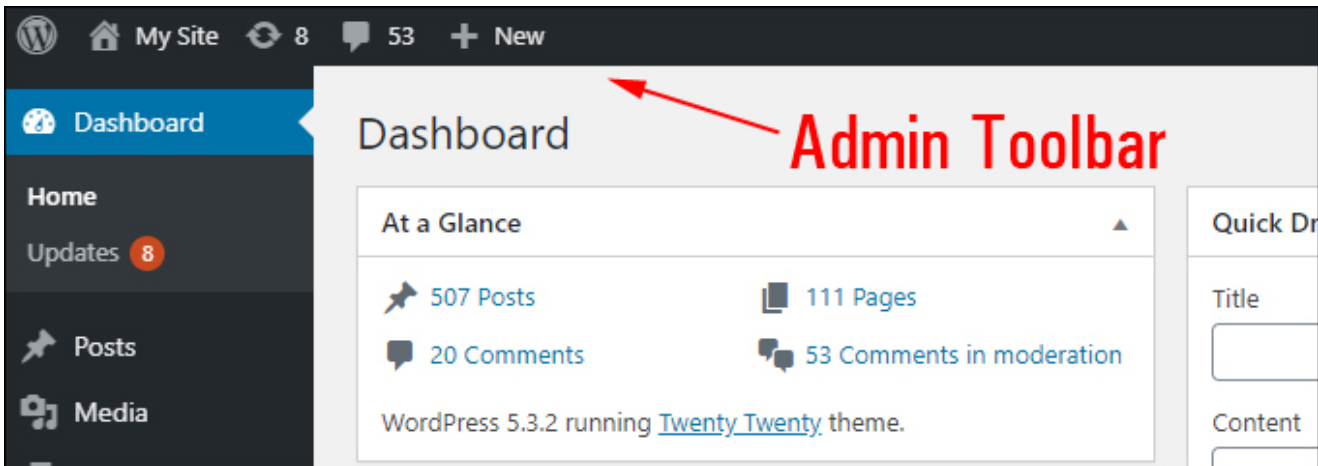 My Site 8 53 + New
Dashboard
Home
Updates 8
Posts
Media
Dashboard
Admin Toolbar
At a Glance
507 Posts
111 Pages
20 Comments
53 Comments in moderation
WordPress 5.3.2 running Twenty Twenty theme.
Quick Dr
Title
Content